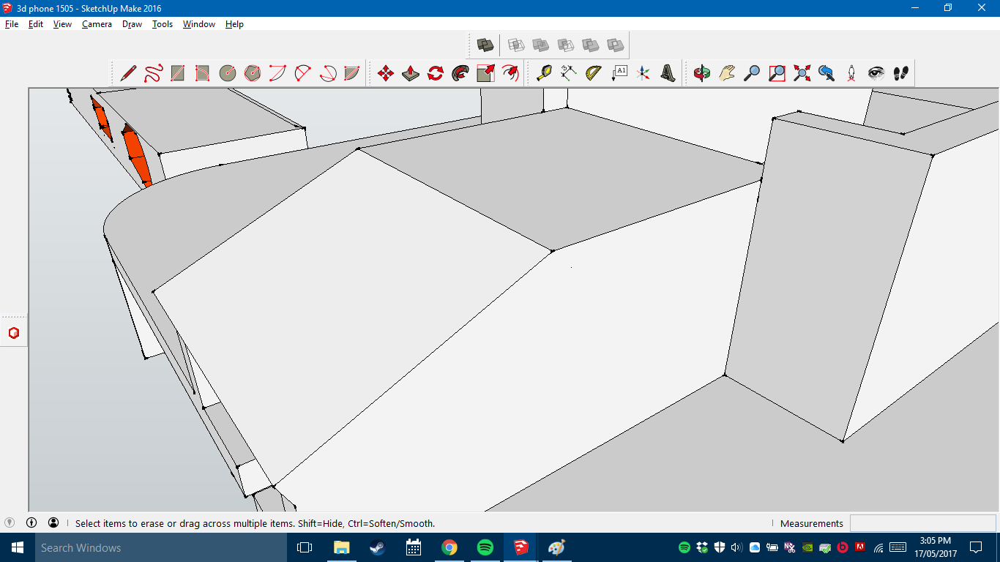 3d phone 1505 - SketchUp Make 2016
File Edit View Camera Draw Tools Window Help
A1
Select items to erase or drag across multiple items. Shift=Hide, Ctrl=Soften/Smooth.
Measurements
Search Windows
3:05 PM
17/05/2017